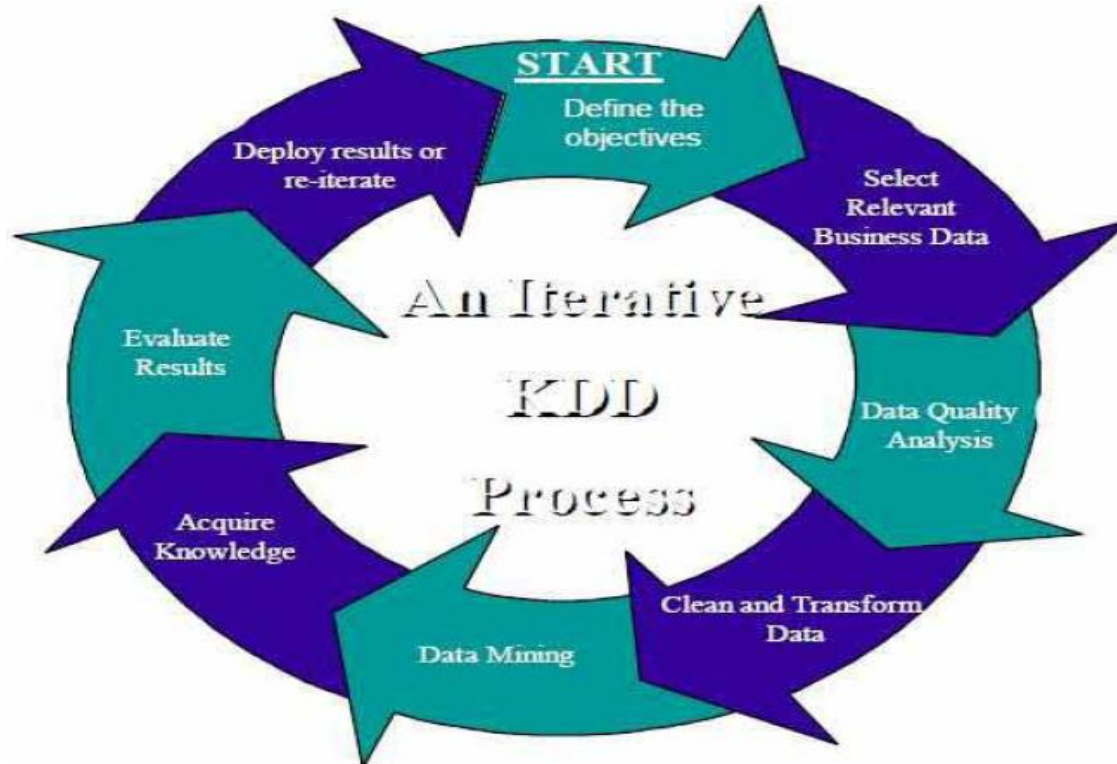 START
Define the
objectives
Select
Relevant
Business Data
Data Quality
Analysis
Clean and Transform
Data
Data Mining
Acquire
Knowledge
Evaluate
Results
Deploy results or
re-iterate
An Iterative
KDD
Process